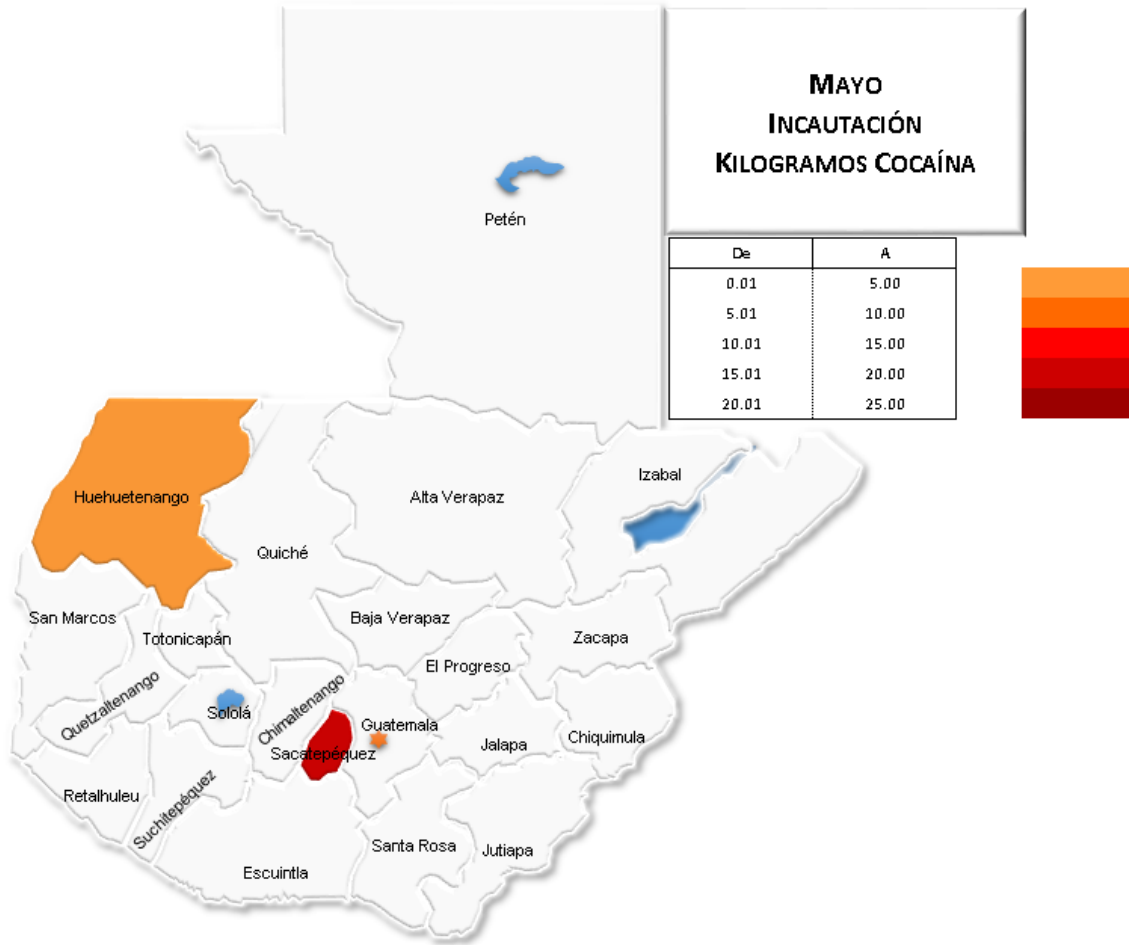 MAYO
INCAUTACIÓN
KILOGRAMOS COCAÍNA
De A
0.01 5.00
5.01 10.00
10.01 15.00
15.01 20.00
20.01 25.00
Petén
Izabal
Huehuetenango
Alta Verapaz
Quiché
San Marcos
Baja Verapaz
Totonicapán
Zacapa
El Progreso
Quetzaltenango
Sololá
Chimaltenango
Guatemala
Sacatepéquez
Jalapa
Chiquimula
Retalhuleu
Suchitepéquez
Santa Rosa
Jutiapa
Escuintla